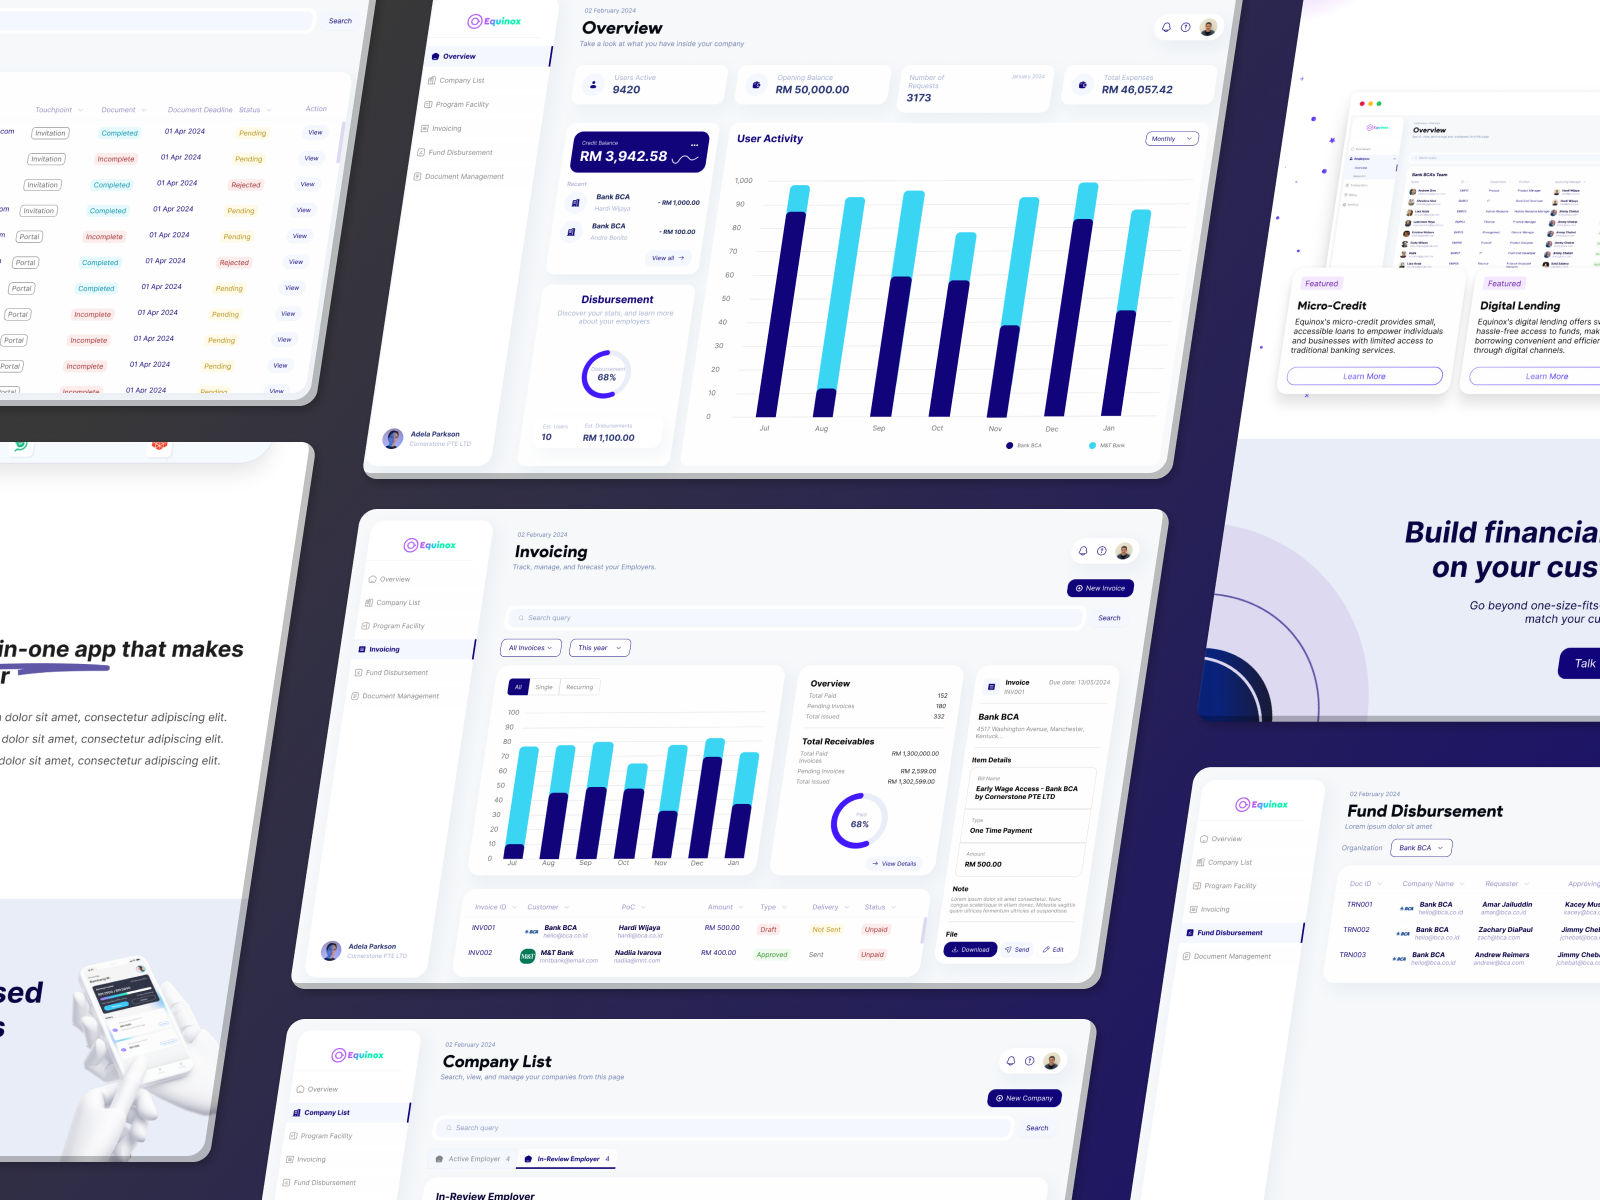 Search
Touchpoint Document Document Deadline Status Action
com Invitation Completed 01 Apr 2024 Pending View
Invitation Incomplete 01 Apr 2024 Pending View
Invitation Completed 01 Apr 2024 Rejected View
om Invitation Completed 01 Apr 2024 Pending View
m Portal Incomplete 01 Apr 2024 Pending View
Portal Completed 01 Apr 2024 Rejected View
Portal Completed 01 Apr 2024 Pending View
Portal Incomplete 01 Apr 2024 Pending View
Portal Incomplete 01 Apr 2024 Pending View
Portal Incomplete 01 Apr 2024 Pending View
Portal Incomplete 01 Apr 2024 Pending View
in-one app that makes
r
dolor sit amet, consectetur adipiscing elit.
dolor sit amet, consectetur adipiscing elit.
dolor sit amet, consectetur adipiscing elit.
sed
s
Equinox
Overview
Company List
Program Facility
Invoicing
Fund Disbursement
Document Management
Adela Parkson
Cornerstone PTE LTD
02 February 2024
Overview
Take a look at what you have inside your company
Users Active
9420
Opening Balance
RM 50,000.00
Number of Requests
January 2024
3173
Total Expenses
RM 46,057.42
Credit Balance
RM 3,942.58
Recent
Bank BCA
Hardi Wijaya
- RM 1,000.00
Bank BCA
Andre Benito
- RM 100.00
View all
Disbursement
Discover your stats, and learn more
about your employers
Disbursement
68%
Est. Users
10
Est. Disbursements
RM 1,100.00
User Activity
Monthly
1,000
90
80
70
60
50
40
30
20
10
0
Jul Aug Sep Oct Nov Dec Jan
Bank BCA M&T Bank
Equinox
Overview
Company List
Program Facility
Invoicing
Fund Disbursement
Document Management
Adela Parkson
Cornerstone PTE LTD
02 February 2024
Invoicing
Track, manage, and forecast your Employers.
New Invoice
Search query
Search
All Invoices This year
All Single Recurring
100
90
80
70
60
50
40
30
20
10
0
Jul Aug Sep Oct Nov Dec Jan
Overview
Total Paid 152
Pending Invoices 180
Total Issued 332
Total Receivables
Total Paid Invoices RM 1,300,000.00
Pending Invoices RM 2,599.00
Total Issued RM 1,302,599.00
Paid
68%
View Details
Invoice
INV001
Due date: 13/05/2024
Bank BCA
4517 Washington Avenue, Manchester,
Kentuck...
Item Details
Bill Name
Early Wage Access - Bank BCA
by Cornerstone PTE LTD
Type
One Time Payment
Amount
RM 500.00
Note
Lorem ipsum dolor sit amet consectetur. Nunc
congue scelerisque in etiam donec. Molestie sagittis
quam ultrices fermentum ultricies et suspendisse.
File
Download Send Edit
Invoice ID Customer PoC Amount Type Delivery Status
INV001 BCA Bank BCA Hardi Wijaya RM 500.00 Draft Not Sent Unpaid
hello@bca.co.id hardi@bca.co.id
INV002 M&T M&T Bank Nadiia Ivarova RM 400.00 Approved Sent Unpaid
mntbank@email.com nadiia@mnt.com
Equinox
Overview
Company List
Program Facility
Invoicing
Fund Disbursement
02 February 2024
Company List
Search, view, and manage your companies from this page
New Company
Search query
Search
Active Employer 4 In-Review Employer 4
In-Review Employer
Equinox
Overview
Bank BCA's Team
Featured
Micro-Credit
Equinox's micro-credit provides small,
accessible loans to empower individuals
and businesses with limited access to
traditional banking services.
Learn More
Featured
Digital Lending
Equinox's digital lending offers
hassle-free access to funds, mak
borrowing convenient and efficien
through digital channels.
Learn More
Build financial
on your cus
Go beyond one-size-fits-
match your cu
Talk
Equinox
Overview
Company List
Program Facility
Invoicing
Fund Disbursement
Document Management
02 February 2024
Fund Disbursement
Lorem ipsum dolor sit amet
Organization Bank BCA
Doc ID Company Name Requester Approving
TRN001 BCA Bank BCA Amar Jailuddin Kacey Mus
hello@bca.co.id amar@bca.co.id kacey@bca.c
TRN002 BCA Bank BCA Zachary DiaPaul Jimmy Chel
hello@bca.co.id zach@bca.com jchebat@bca.co
TRN003 BCA Bank BCA Andrew Reimers Jimmy Cheba
hello@bca.co.id andrew@bca.com jchebat@bca.co